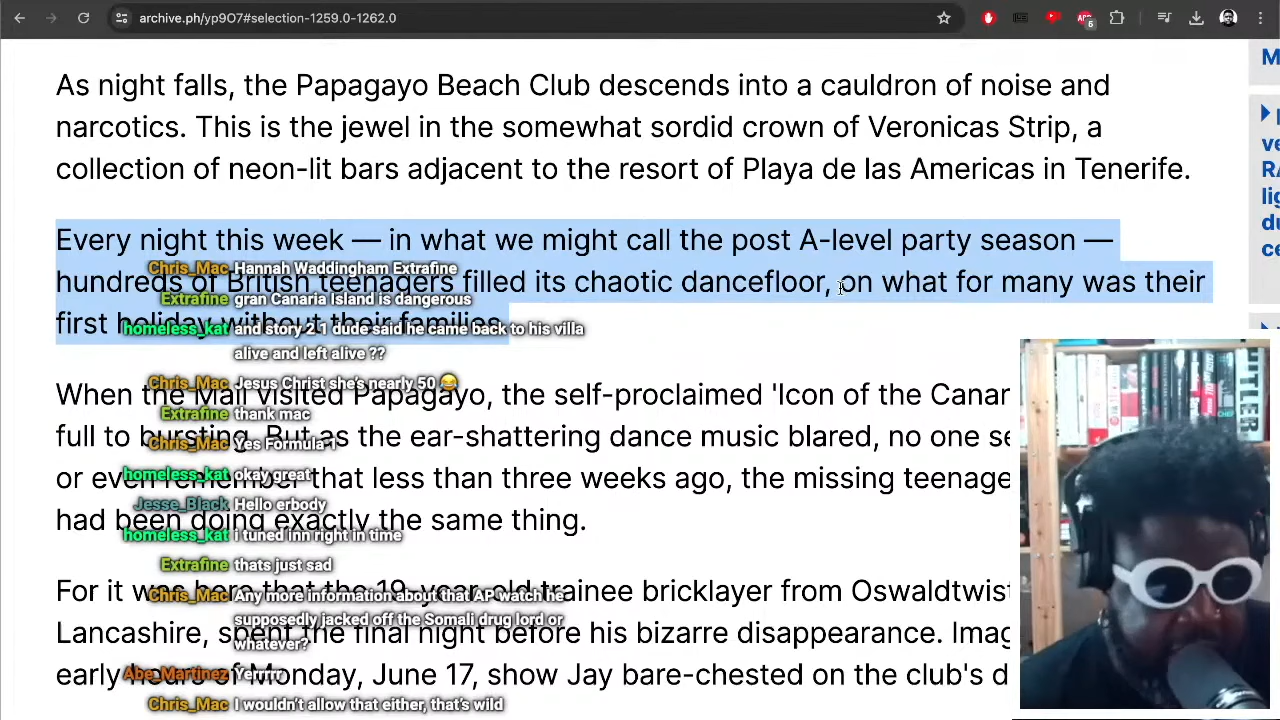 archive.ph/yp9O7#selection-1259.0-1262.0
6
As night falls, the Papagayo Beach Club descends into a cauldron of noise and
narcotics. This is the jewel in the somewhat sordid crown of Veronicas Strip, a
collection of neon-lit bars adjacent to the resort of Playa de las Americas in Tenerife.
Every night this week — in what we might call the post A-level party season —
hundreds of British teenagers filled its chaotic dancefloor, on what for many was their
first holiday without their families.
When the Mail visited Papagayo, the self-proclaimed 'Icon of the Canar
full to bursting. But as the ear-shattering dance music blared, no one se
or even remember that less than three weeks ago, the missing teenage
had been doing exactly the same thing.
For it was here that the 19-year-old trainee bricklayer from Oswaldtwist
Lancashire, spent the final night before his bizarre disappearance. Imag
early hours of Monday, June 17, show Jay bare-chested on the club's d
Chris_Mac Hannah Waddingham Extrafine
Extrafine gran Canaria Island is dangerous
homeless_kat and story 2 1 dude said he came back to his villa
alive and left alive ??
Chris_Mac Jesus Christ she's nearly 50 😂
Extrafine thank mac
Chris_Mac Yes Formula 1
homeless_kat okay great
Jesse_Black Hello erbody
homeless_kat i tuned inn right in time
Extrafine thats just sad
Chris_Mac Any more information about that AP watch he
supposedly jacked off the Somali drug lord or
whatever?
Abe_Martinez Yerrrrr
Chris_Mac I wouldn't allow that either, that's wild
M
ve
RA
lig
du
ce
HITLER